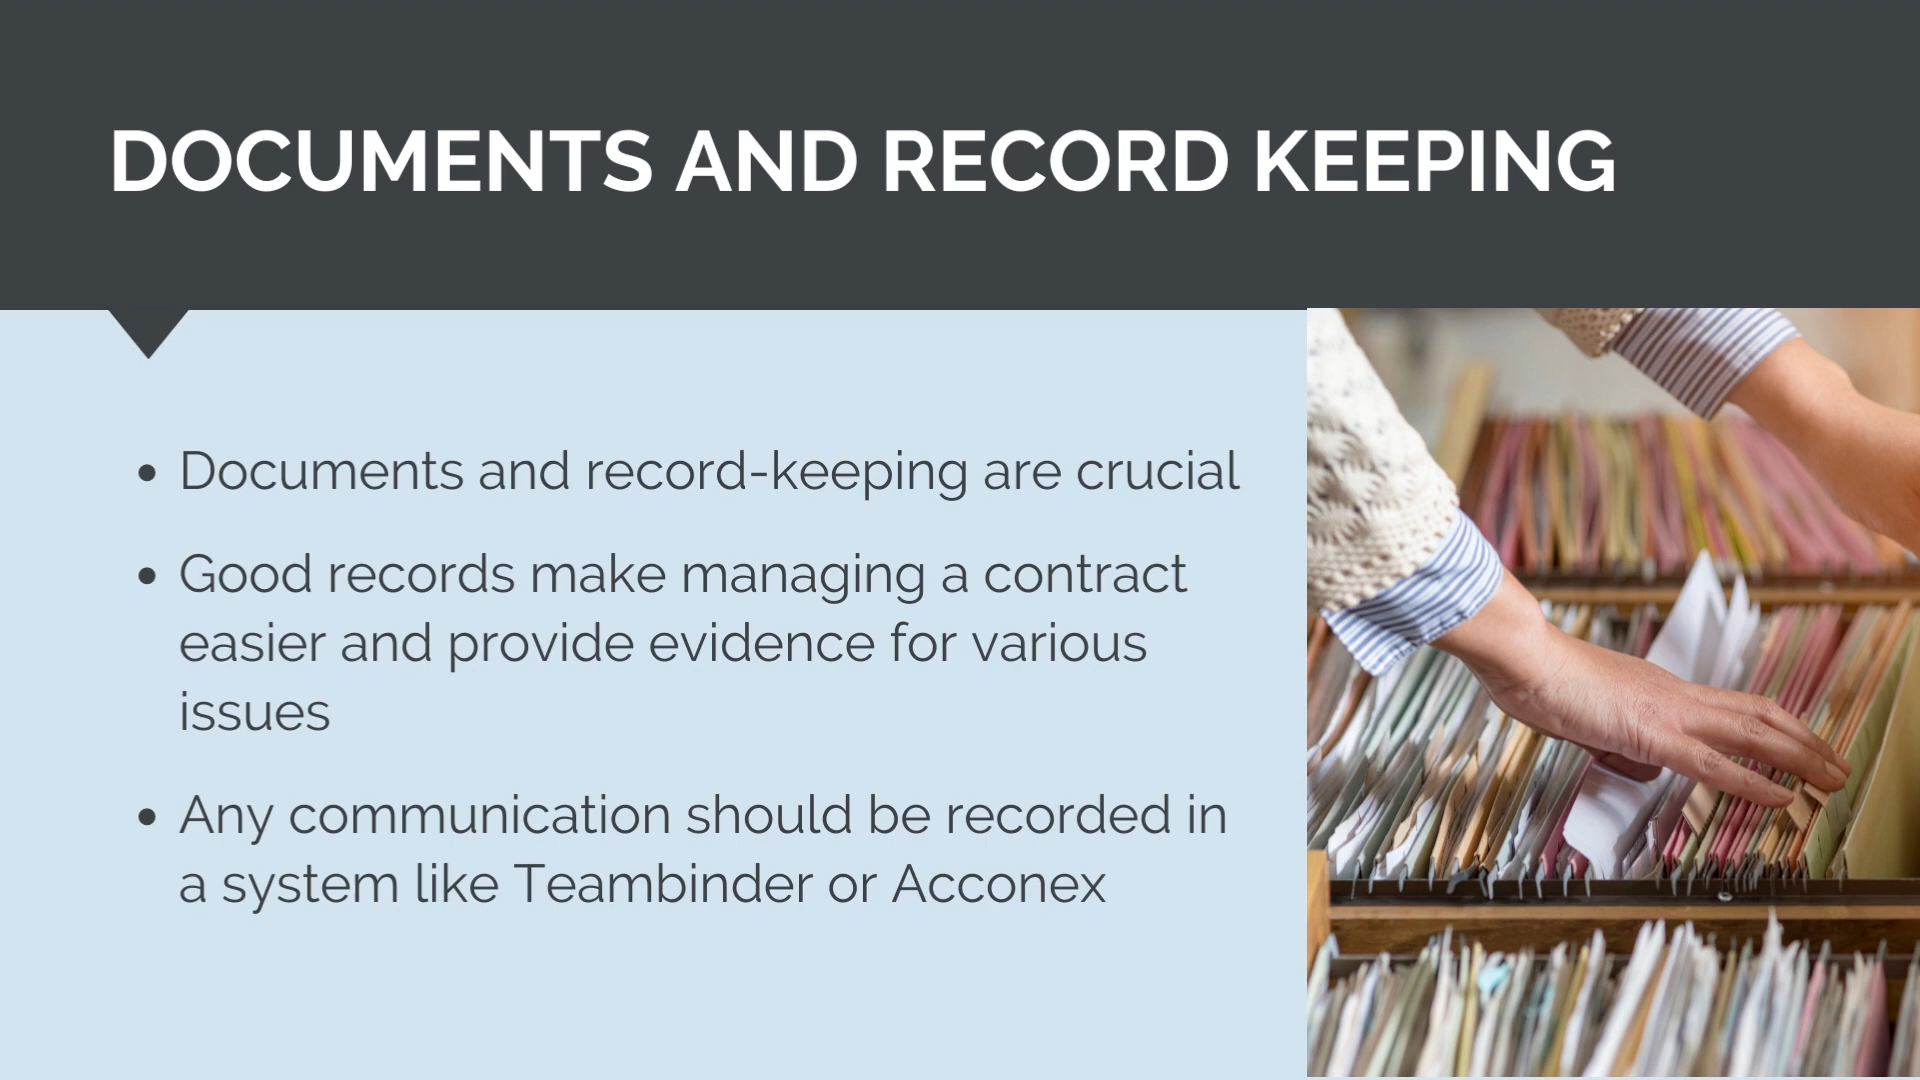 DOCUMENTS AND RECORD KEEPING
• Documents and record-keeping are crucial
• Good records make managing a contract
easier and provide evidence for various
issues
• Any communication should be recorded in
a system like Teambinder or Acconex